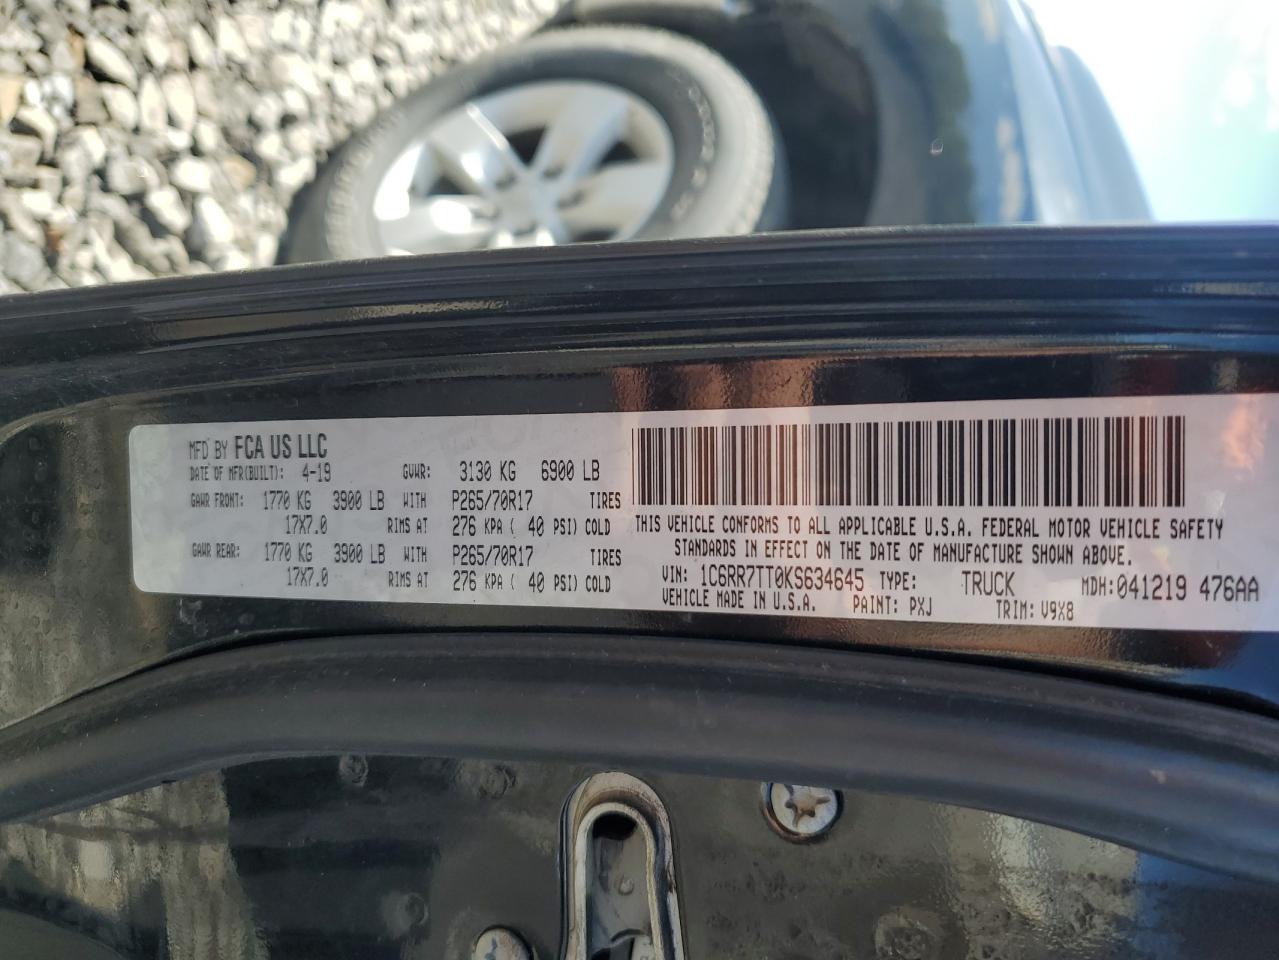 MFD BY FCA US LLC
DATE OF MFR(BUILT): 4-19 GVWR: 3130 KG 6900 LB
GAWR FRONT: 1770 KG 3900 LB WITH P265/70R17 TIRES
17X7.0 RIMS AT 276 KPA ( 40 PSI) COLD
GAWR REAR: 1770 KG 3900 LB WITH P265/70R17 TIRES
17X7.0 RIMS AT 276 KPA ( 40 PSI) COLD
THIS VEHICLE CONFORMS TO ALL APPLICABLE U.S.A. FEDERAL MOTOR VEHICLE SAFETY
STANDARDS IN EFFECT ON THE DATE OF MANUFACTURE SHOWN ABOVE.
VIN: 1C6RR7TT0KS634645 TYPE: TRUCK MDH:041219 476AA
VEHICLE MADE IN U.S.A. PAINT: PXJ TRIM: V9X8